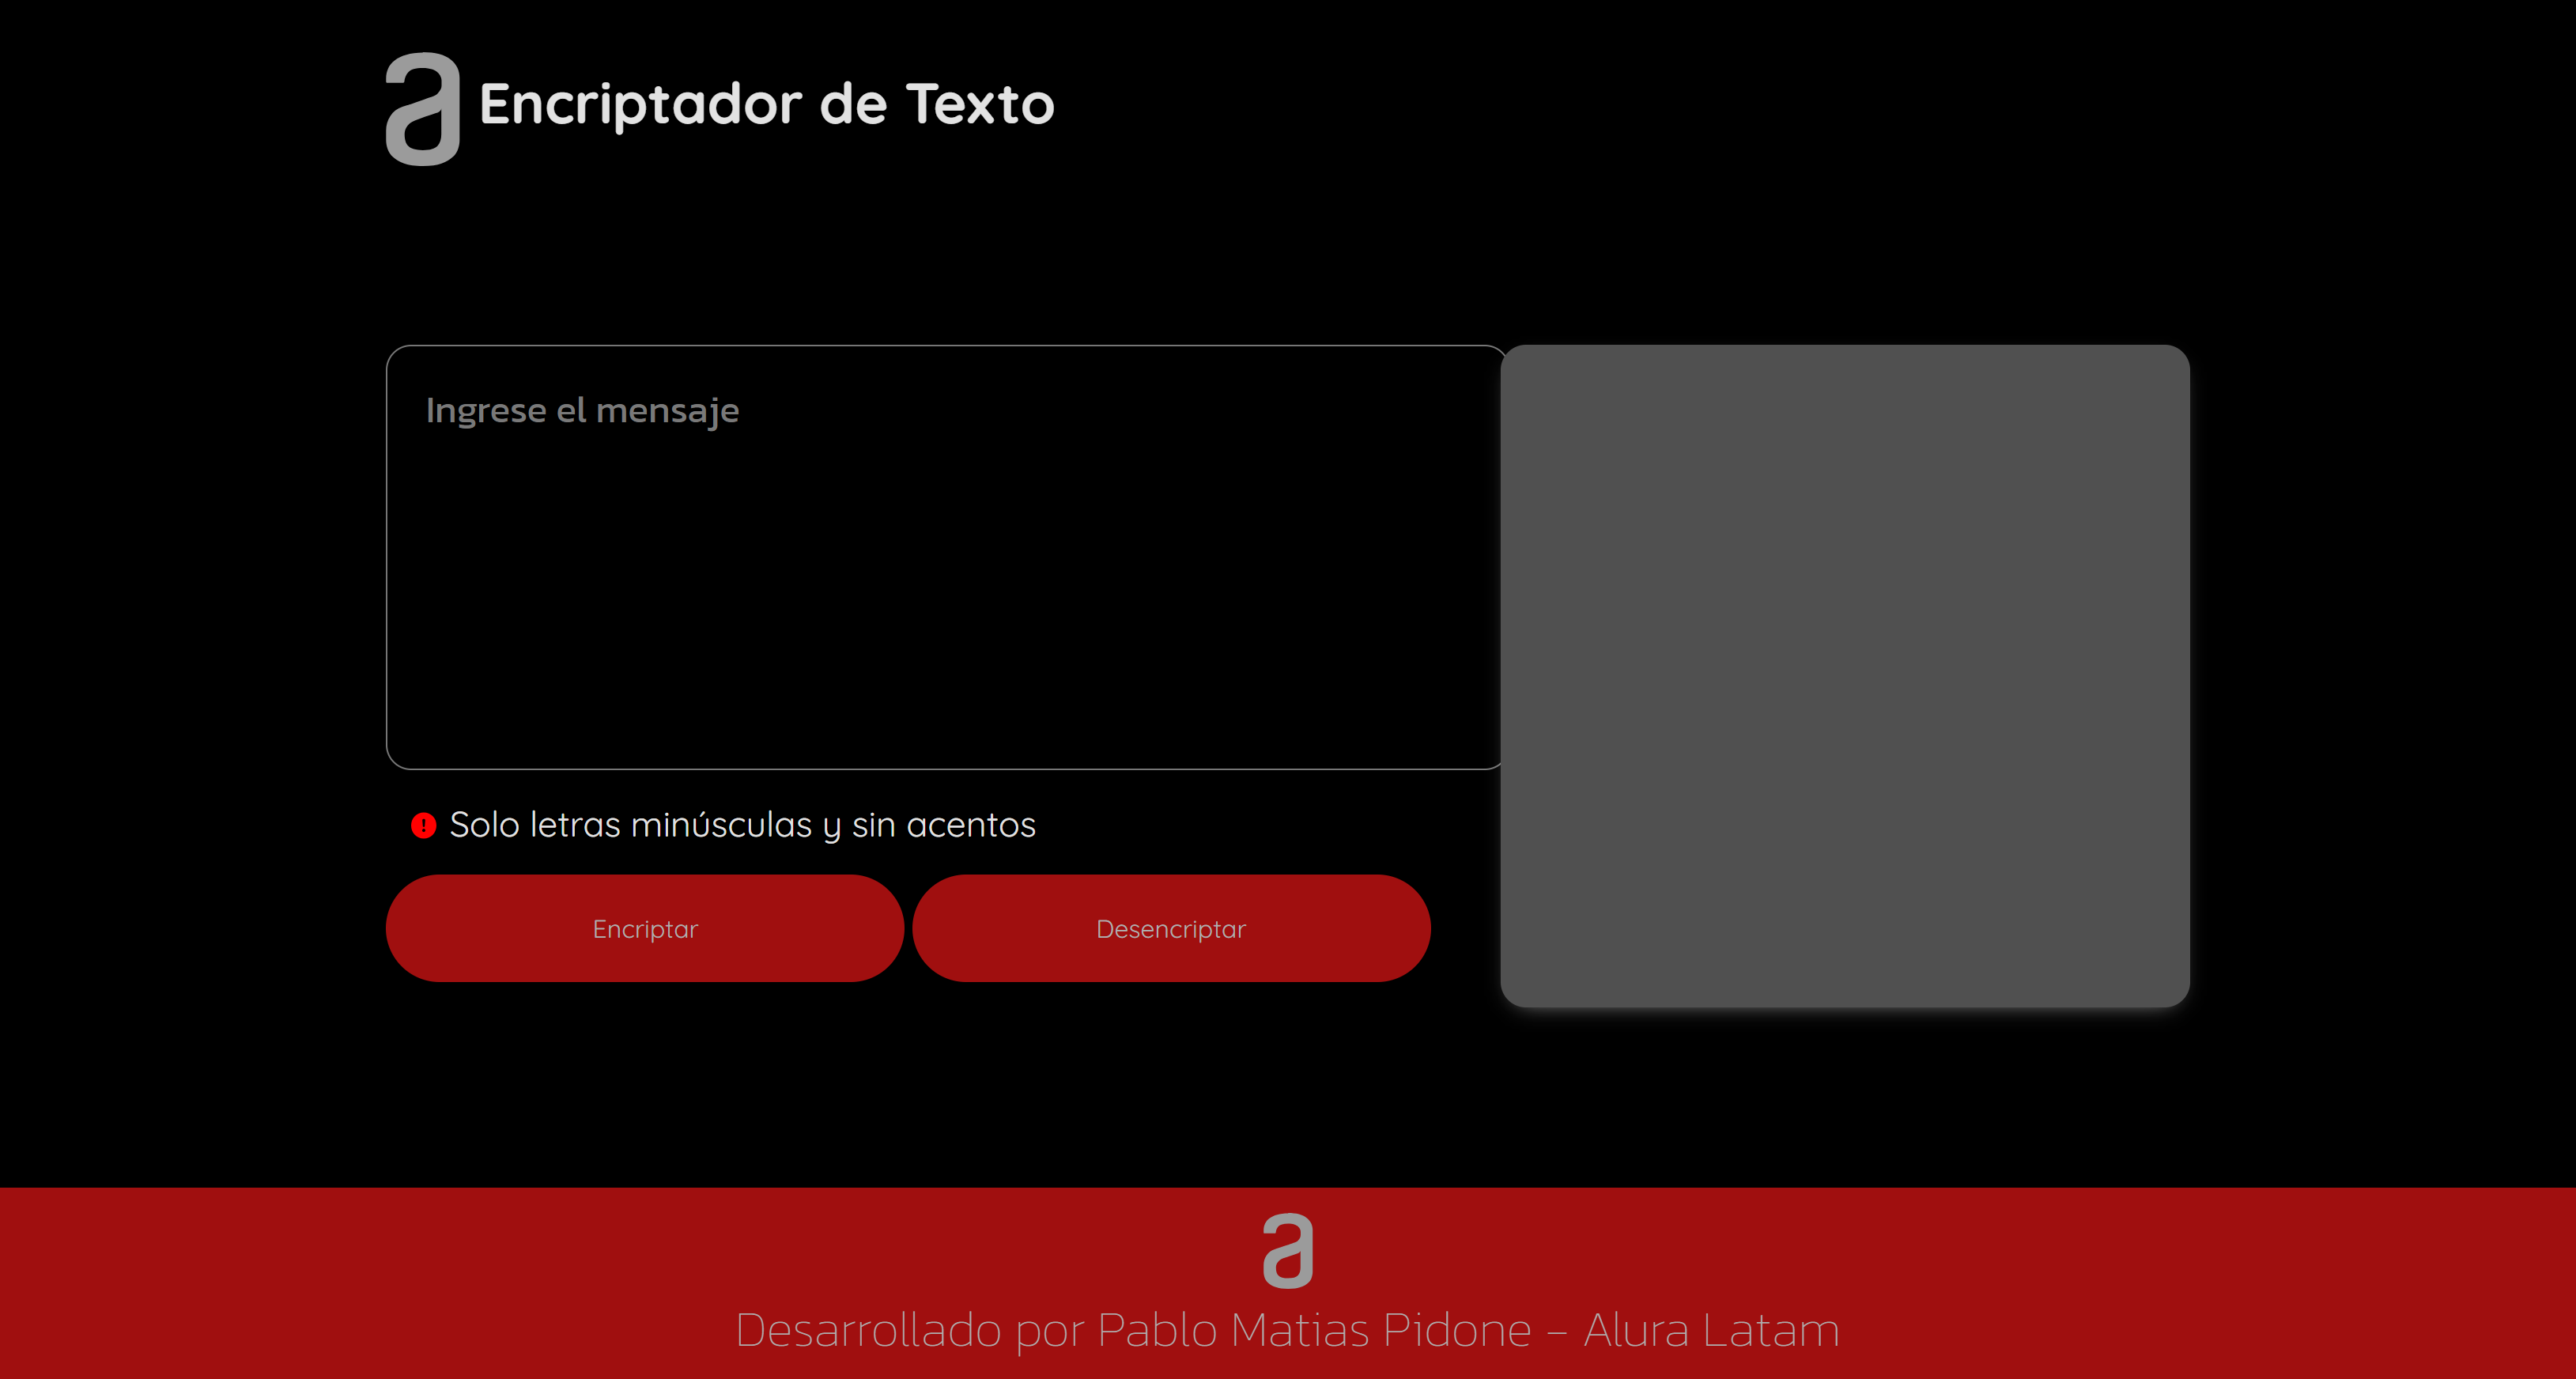 a Encriptador de Texto
Ingrese el mensaje
! Solo letras minúsculas y sin acentos
Encriptar
Desencriptar
a
Desarrollado por Pablo Matias Pidone – Alura Latam